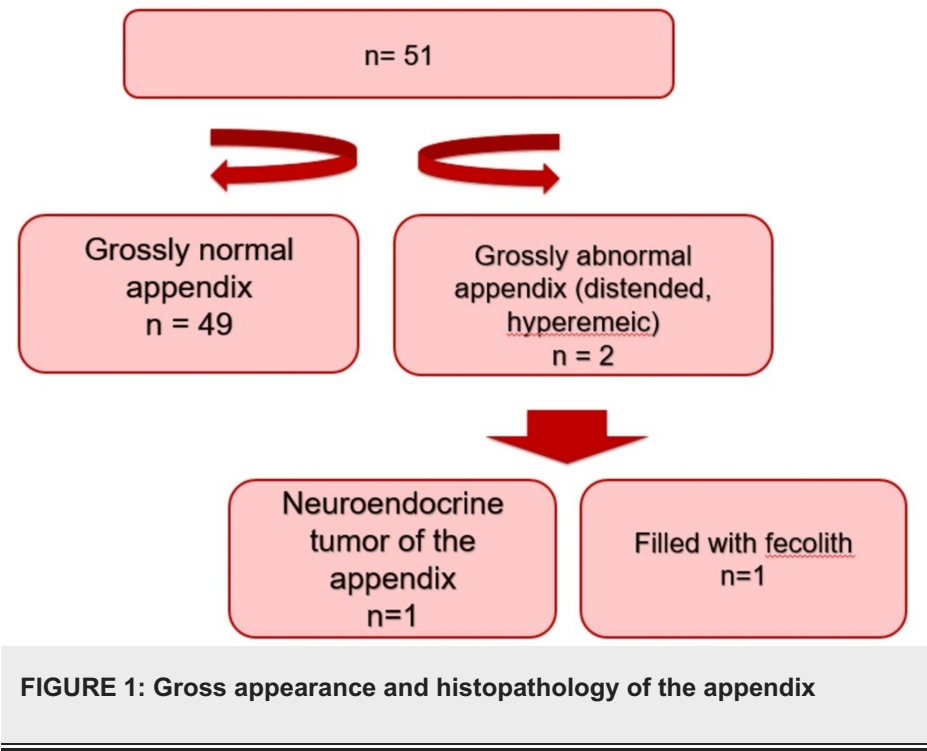 n= 51
Grossly normal
appendix
n = 49
Grossly abnormal
appendix (distended,
hyperemeic)
n = 2
Neuroendocrine
tumor of the
appendix
n=1
Filled with fecolith
n=1
FIGURE 1: Gross appearance and histopathology of the appendix